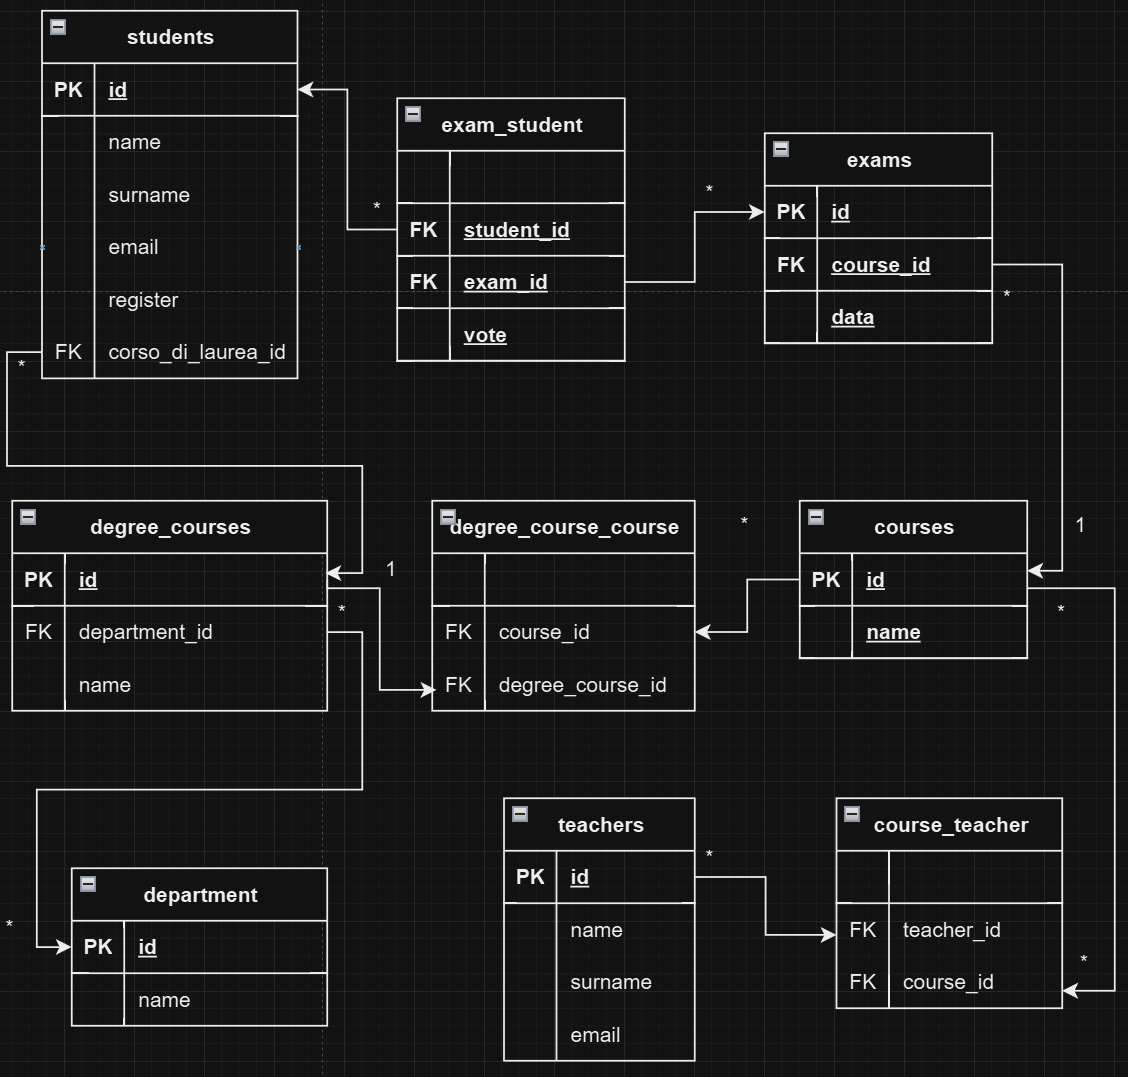 students
PK id
name
surname
email
register
FK corso_di_laurea_id
*
*
exam_student
FK student_id
FK exam_id
vote
*
exams
PK id
FK course_id
data
*
1
degree_courses
PK id
FK department_id
name
1
*
degree_course_course
FK course_id
FK degree_course_id
*
courses
PK id
name
*
department
PK id
name
*
teachers
PK id
name
surname
email
*
course_teacher
FK teacher_id
FK course_id
*